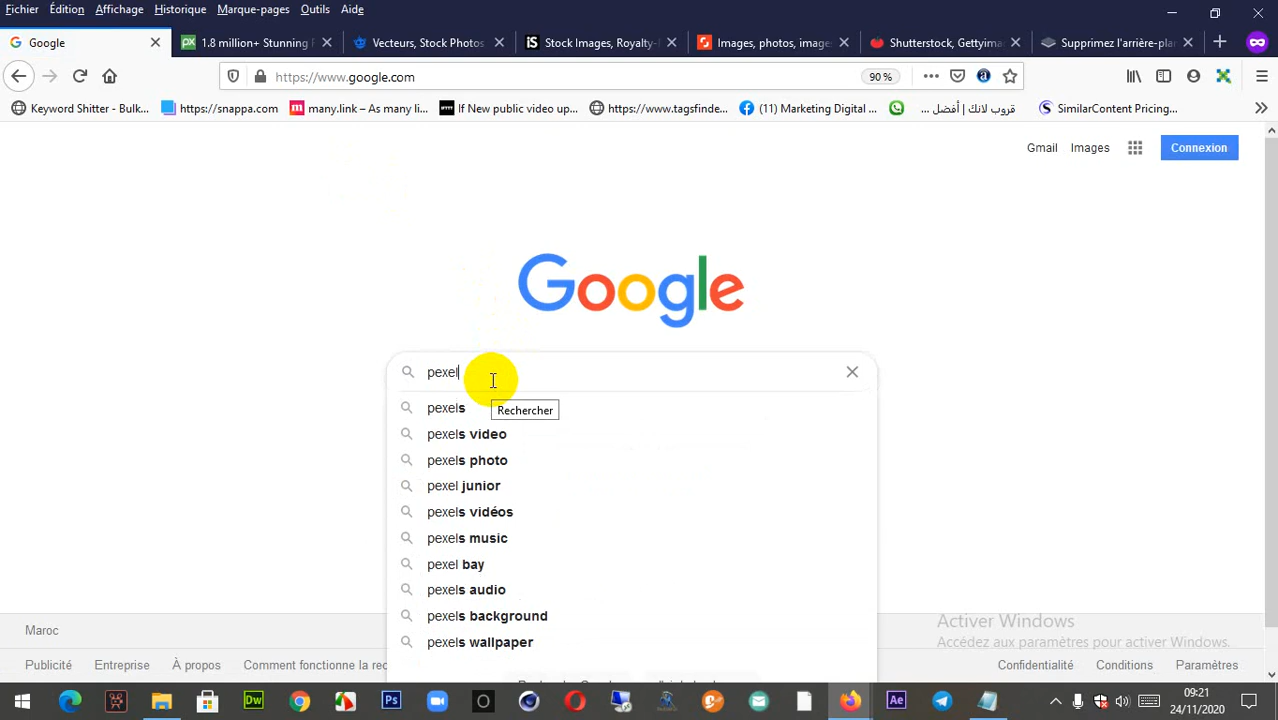 Fichier Édition Affichage Historique Marque-pages Outils Aide
Google 1.8 million+ Stunning Vecteurs, Stock Photos Stock Images, Royalty- Images, photos, image Shutterstock, Gettyima Supprimez l'arrière-pla
https://www.google.com 90 %
Keyword Shitter - Bulk... https://snappa.com many.link – As many li... If New public video up... https://www.tagsfinde... (11) Marketing Digital ... قروب لانك | أفضل ... SimilarContent Pricing...
Gmail Images Connexion
Google
pexel
pexels
Rechercher
pexels video
pexels photo
pexel junior
pexels vidéos
pexels music
pexel bay
pexels audio
pexels background
pexels wallpaper
Activer Windows
Maroc
Accédez aux paramètres pour activer Windows.
Publicité Entreprise À propos Comment fonctionne la rec Confidentialité Conditions Paramètres
09:21
24/11/2020